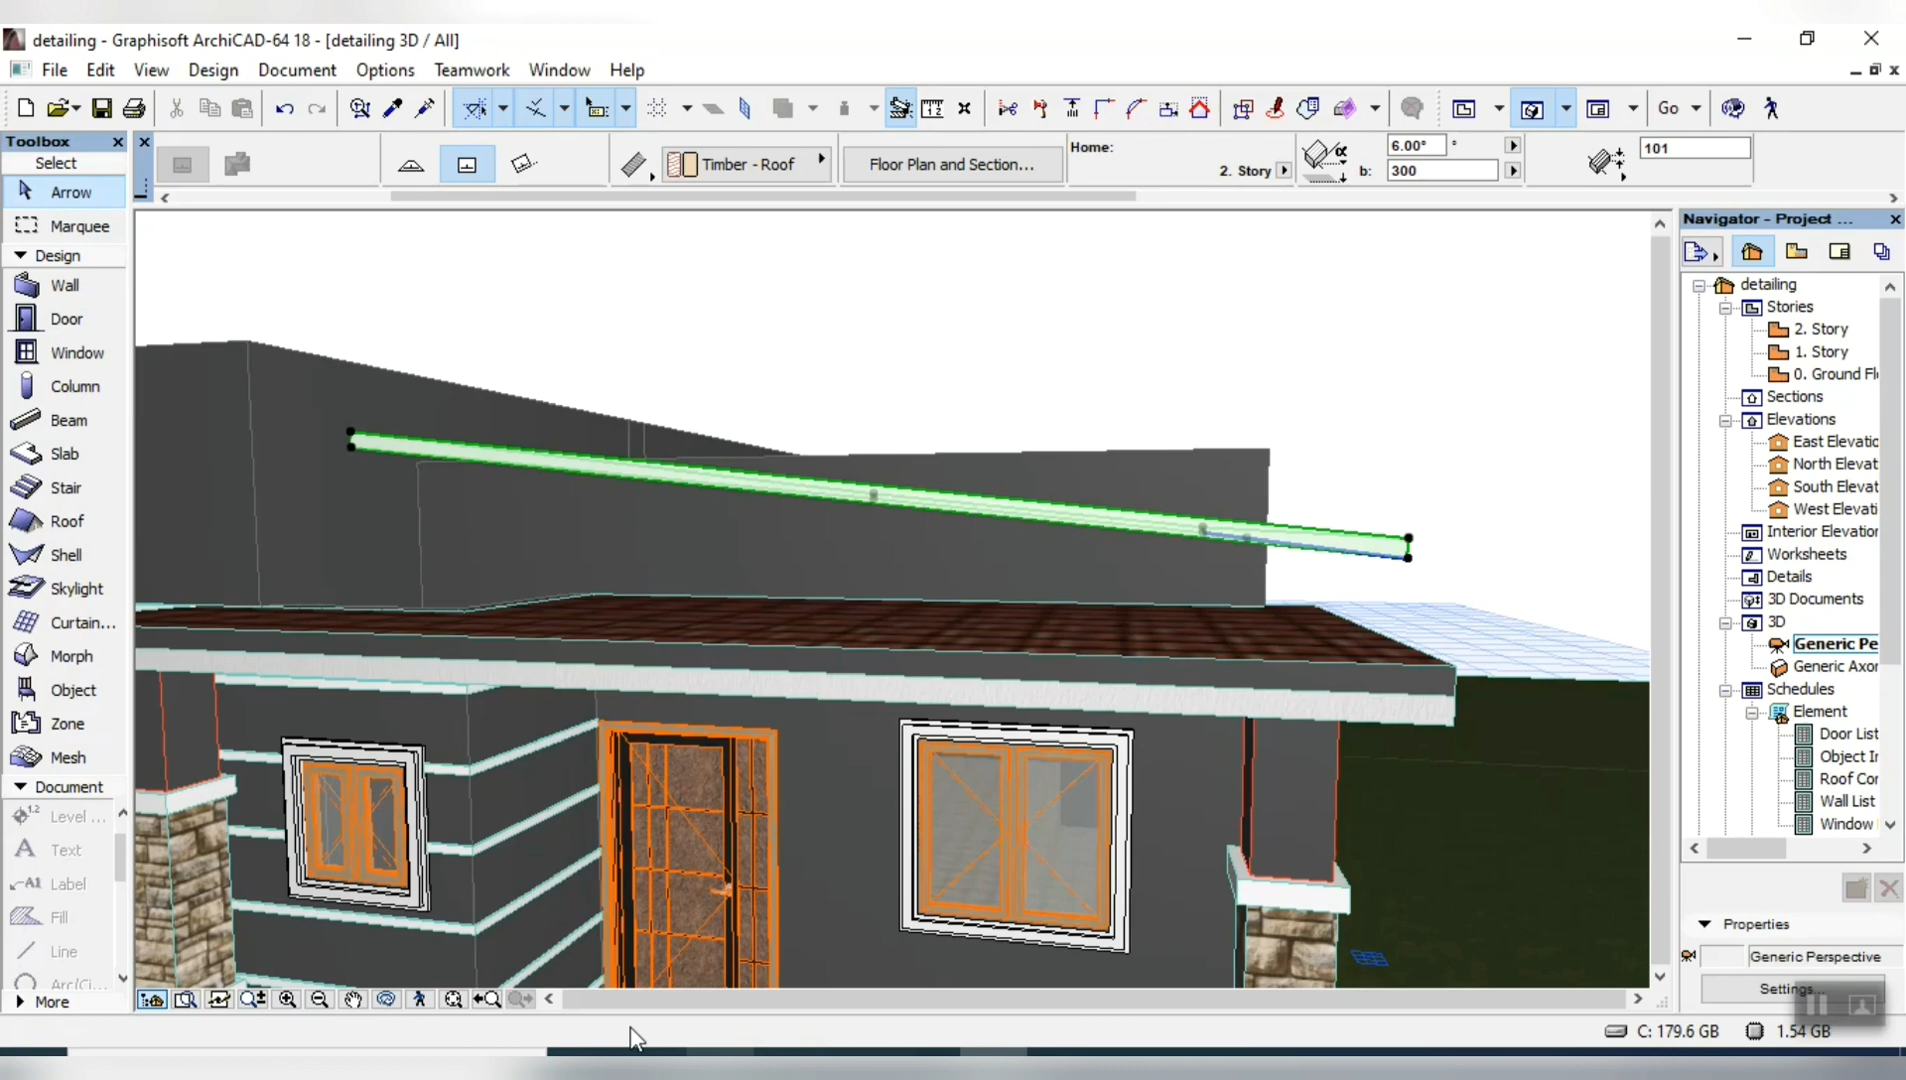 detailing - Graphisoft ArchiCAD-64 18 - [detailing 3D / All]
File Edit View Design Document Options Teamwork Window Help
Go
Toolbox
Select
Arrow
Marquee
Design
Wall
Door
Window
Column
Beam
Slab
Stair
Roof
Shell
Skylight
Curtain...
Morph
Object
Zone
Mesh
Document
Level ...
Text
Label
Fill
Line
Arc/Ci...
More
Timber - Roof
Floor Plan and Section...
Home:
2. Story
6.00° °
b: 300
101
Navigator - Project ...
detailing
Stories
2. Story
1. Story
0. Ground Fl
Sections
Elevations
East Elevatic
North Elevat
South Elevat
West Elevati
Interior Elevation
Worksheets
Details
3D Documents
3D
Generic Pe
Generic Axor
Schedules
Element
Door List
Object In
Roof Cor
Wall List
Window
Properties
Generic Perspective
Settings...
C: 179.6 GB
1.54 GB